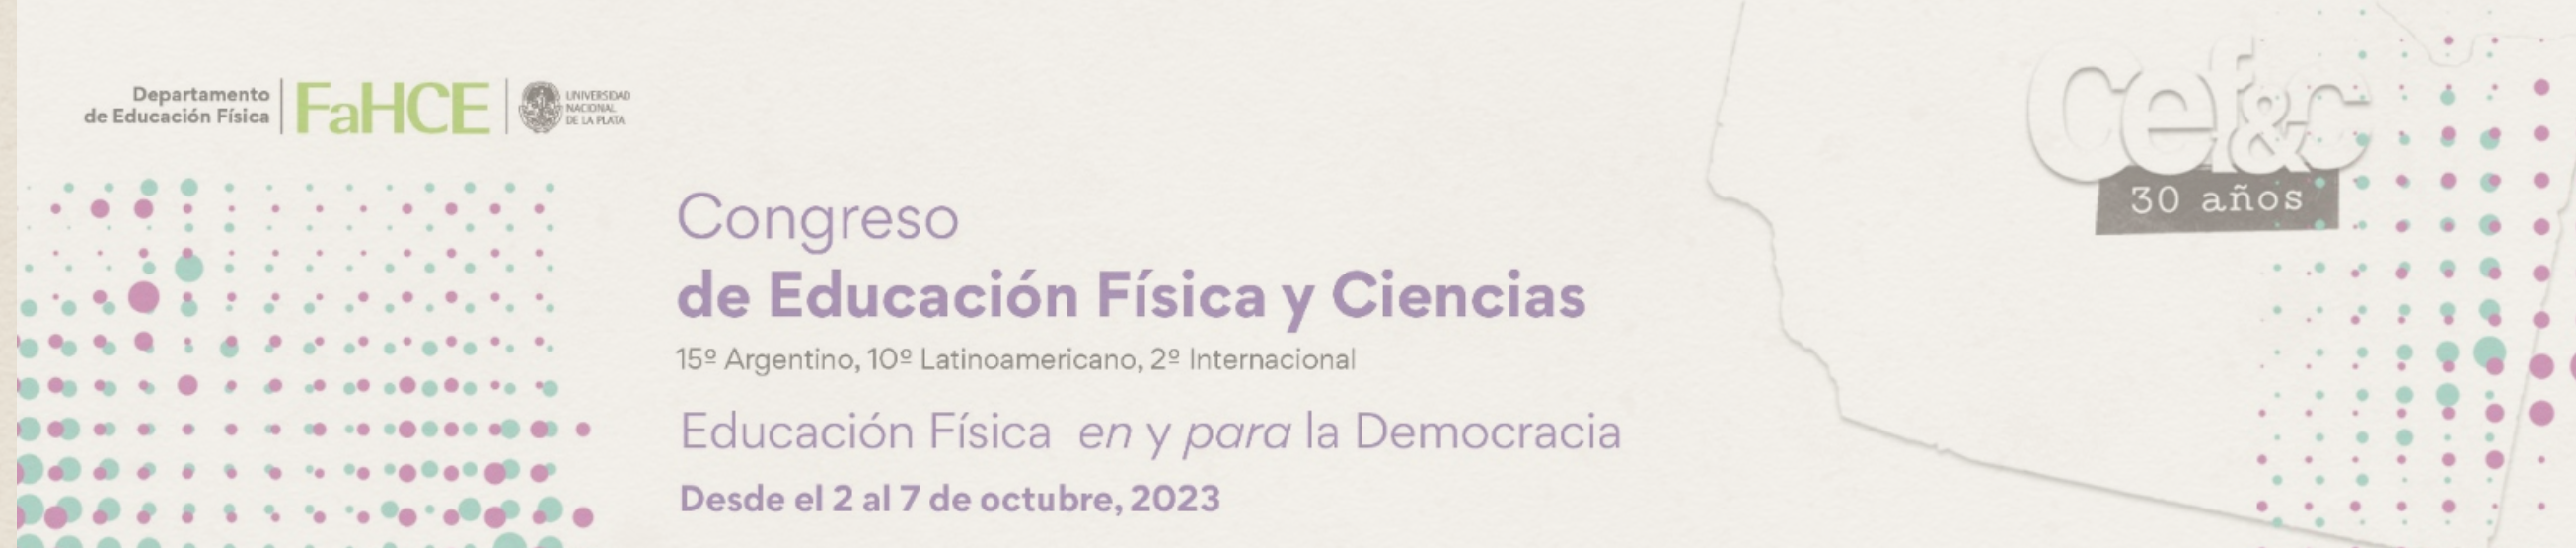 Departamento
de Educación Física
FaHCE
UNIVERSIDAD
NACIONAL
DE LA PLATA
Cef&c
30 años
Congreso
de Educación Física y Ciencias
15º Argentino, 10º Latinoamericano, 2º Internacional
Educación Física en y para la Democracia
Desde el 2 al 7 de octubre, 2023